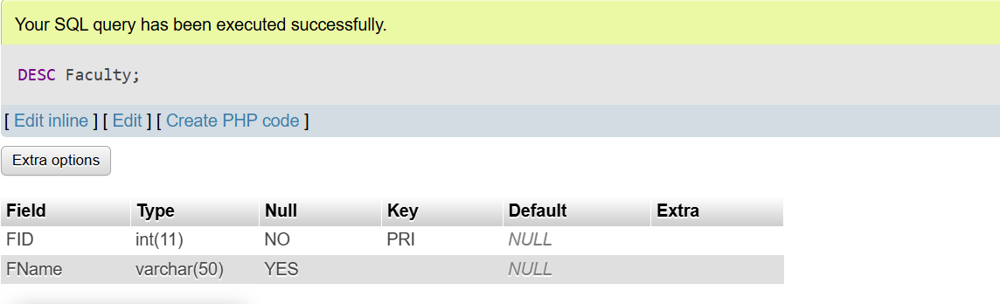 Your SQL query has been executed successfully.
DESC Faculty;
[ Edit inline ] [ Edit ] [ Create PHP code ]
Extra options
Field Type Null Key Default Extra
FID int(11) NO PRI NULL
FName varchar(50) YES NULL